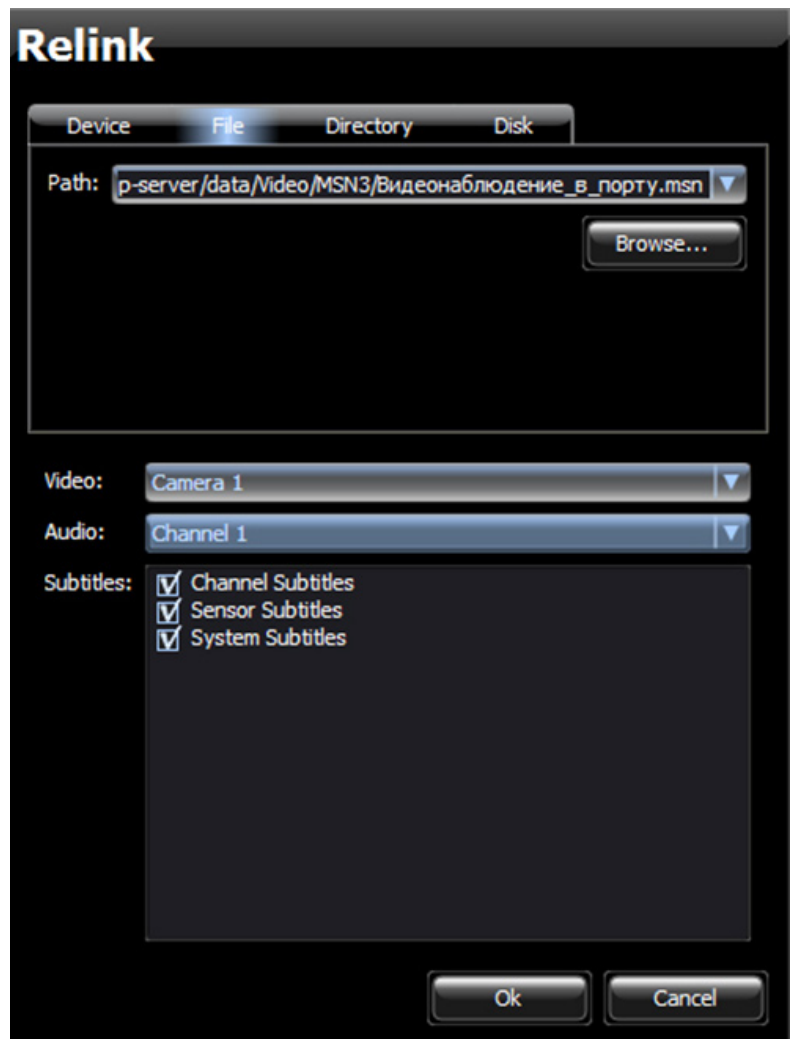 Relink
Device File Directory Disk
Path: p-server/data/Video/MSN3/Видеонаблюдение_в_порту.msn
Browse...
Video: Camera 1
Audio: Channel 1
Subtitles: Channel Subtitles
Sensor Subtitles
System Subtitles
Ok Cancel